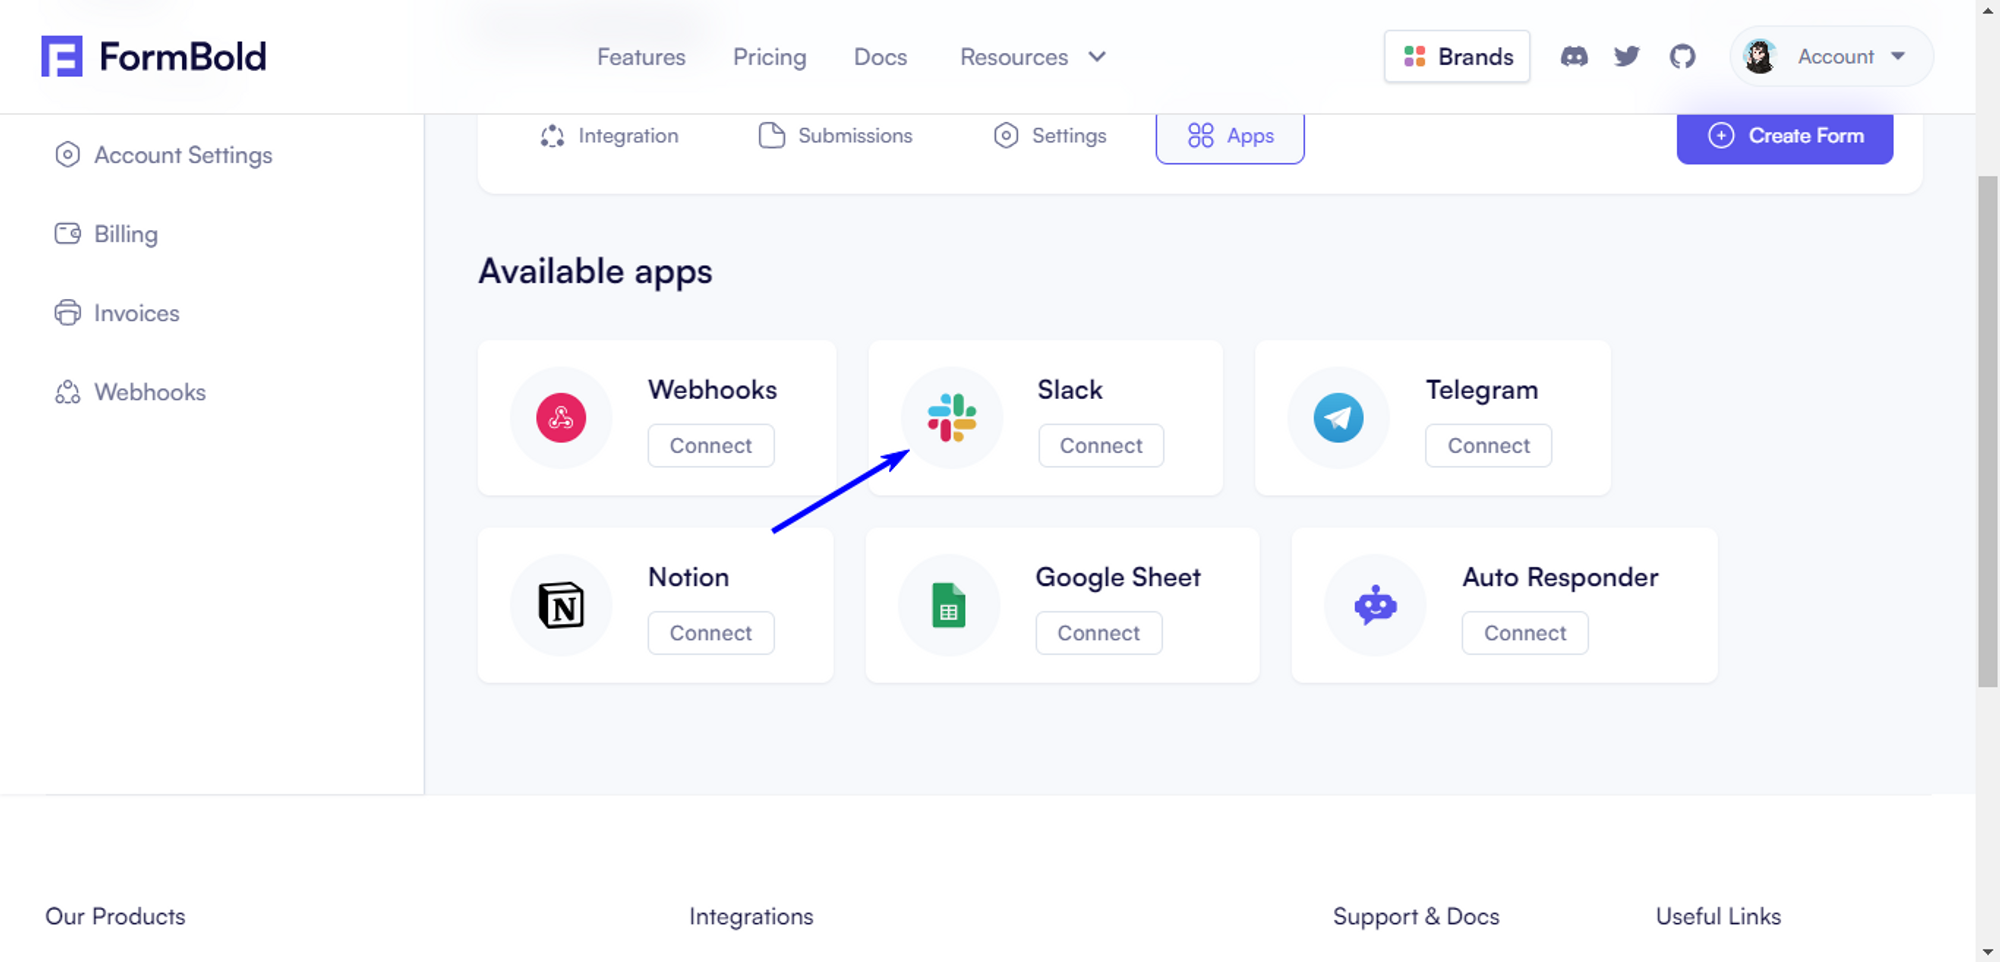 FormBold
Features Pricing Docs Resources
Brands
Account
Integration Submissions Settings Apps
Create Form
Account Settings
Billing
Invoices
Webhooks
Available apps
Webhooks
Connect
Slack
Connect
Telegram
Connect
Notion
Connect
Google Sheet
Connect
Auto Responder
Connect
Our Products Integrations Support & Docs Useful Links